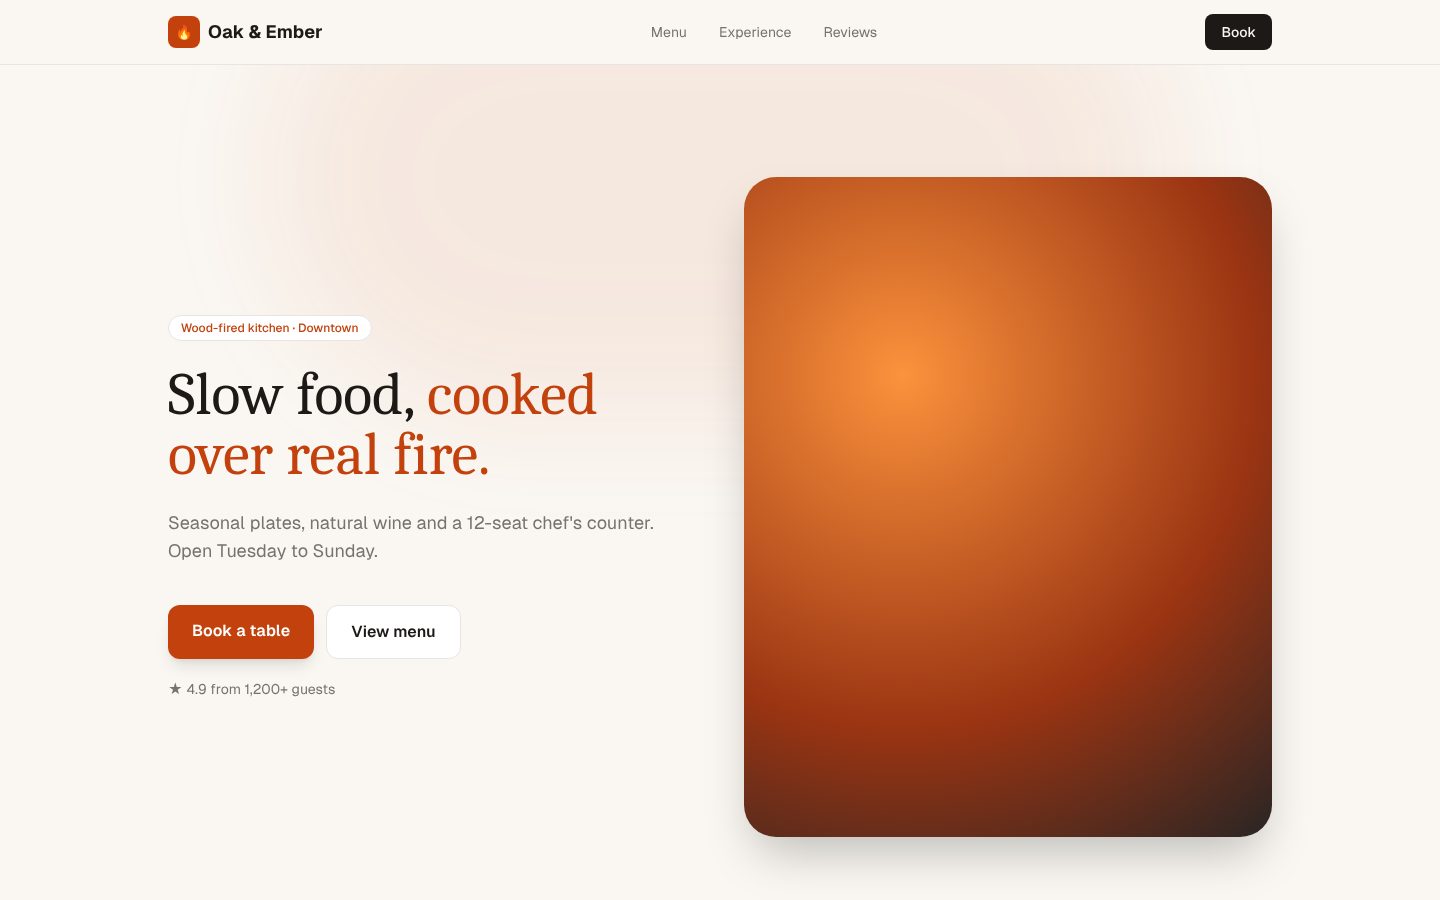 🔥 Oak & Ember
Menu
Experience
Reviews
Book
Wood-fired kitchen · Downtown
Slow food, cooked
over real fire.
Seasonal plates, natural wine and a 12-seat chef's counter.
Open Tuesday to Sunday.
Book a table
View menu
★ 4.9 from 1,200+ guests